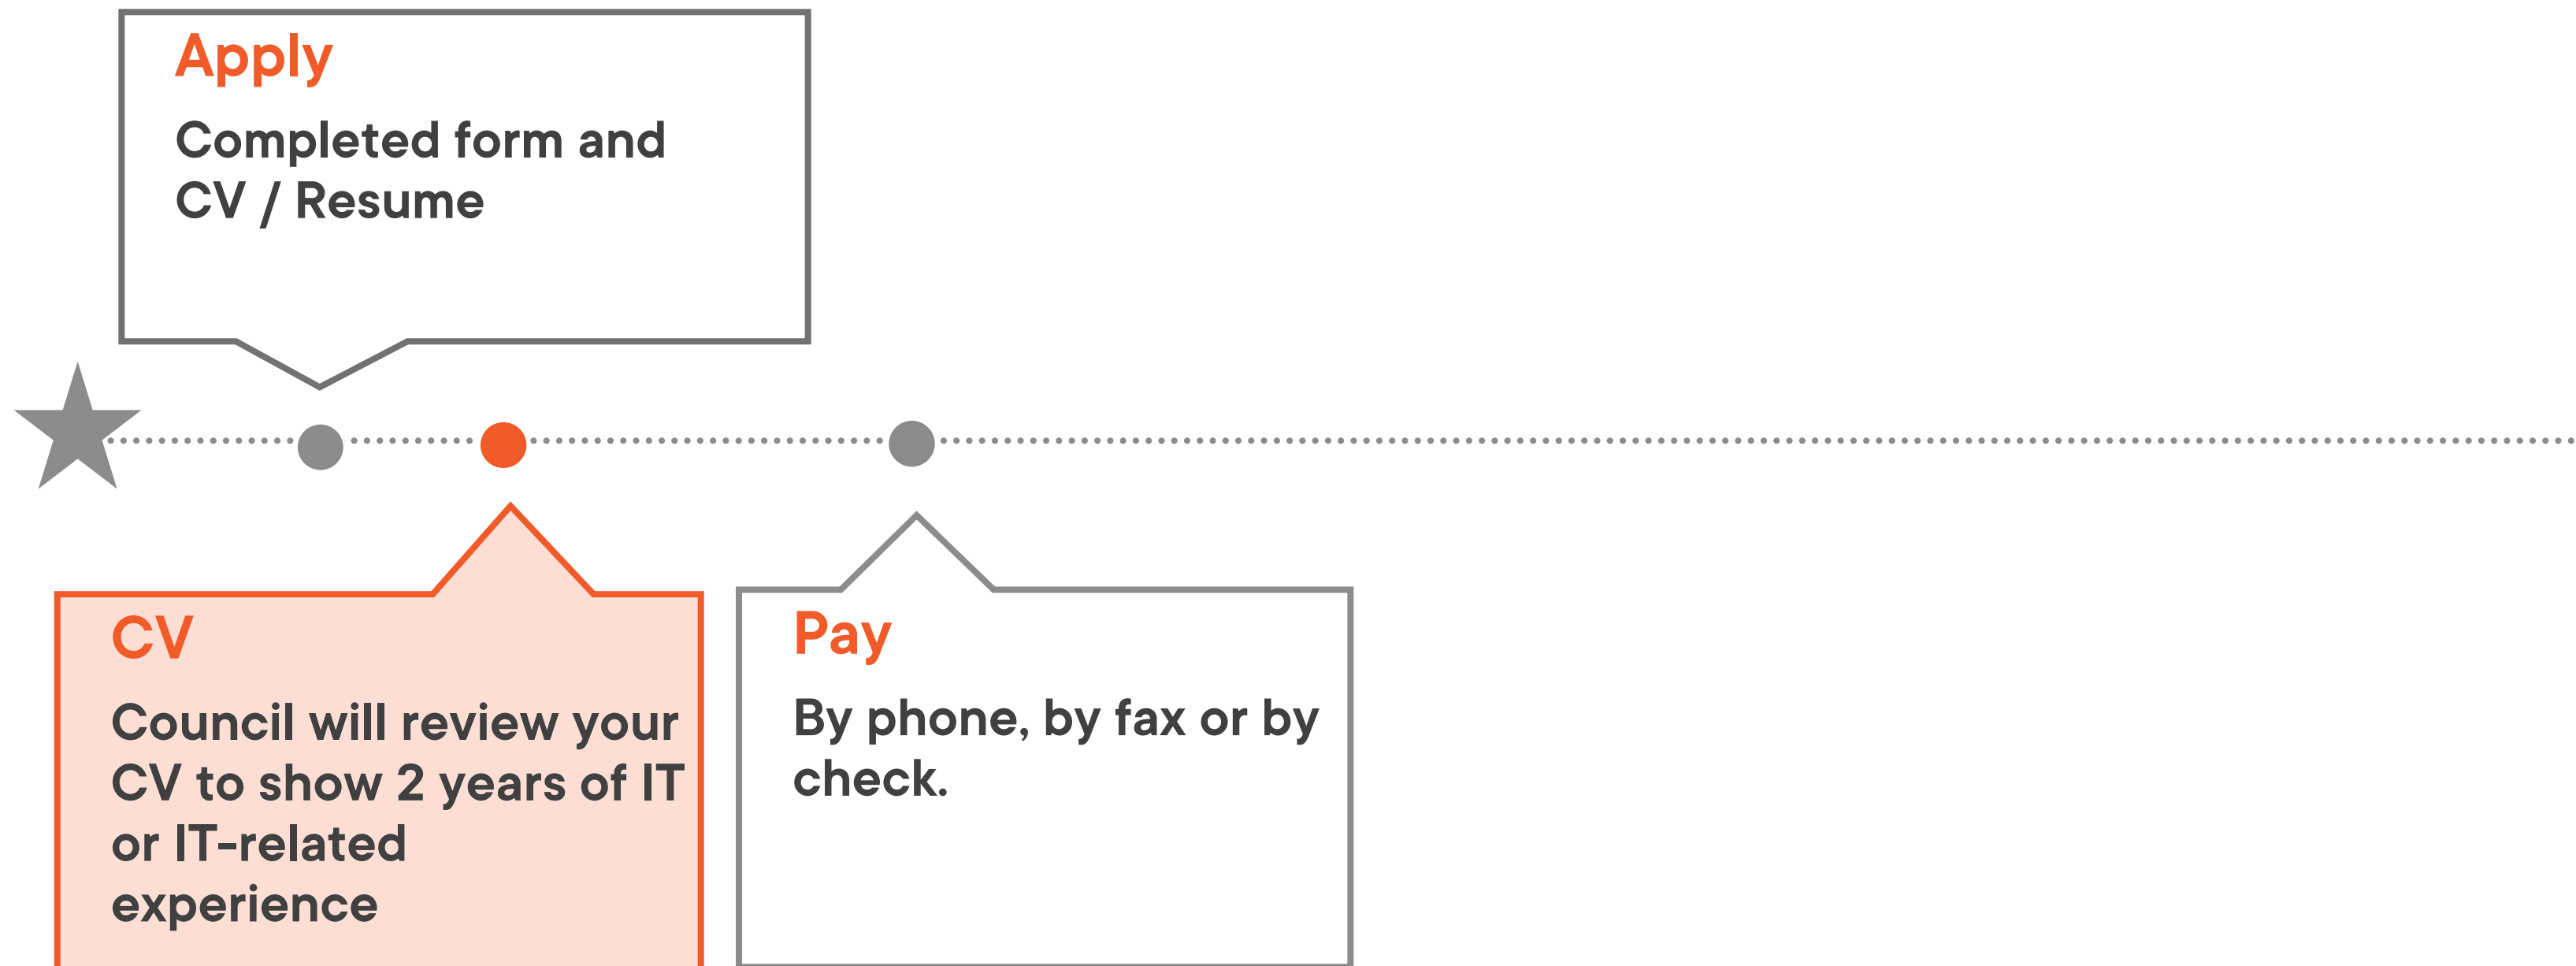 Apply
Completed form and
CV / Resume
CV
Council will review your
CV to show 2 years of IT
or IT-related
experience
Pay
By phone, by fax or by
check.